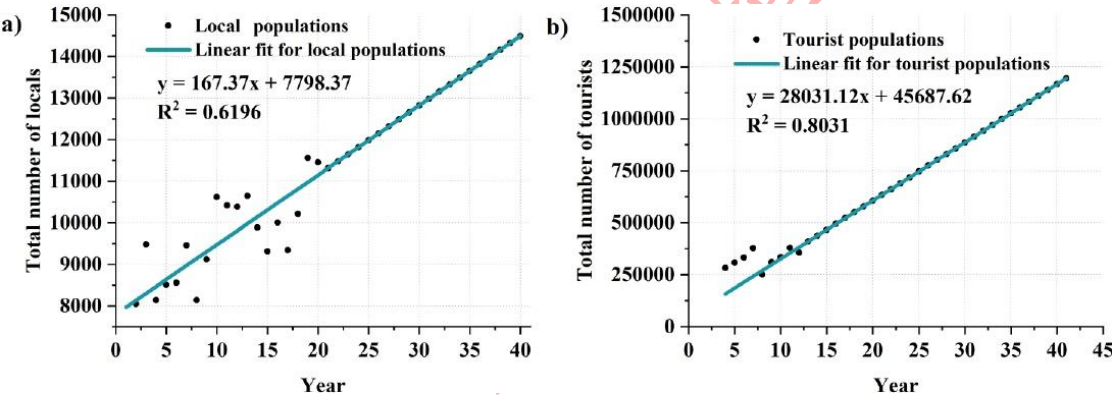 a)
Total number of locals
15000
14000
13000
12000
11000
10000
9000
8000
Local populations
Linear fit for local populations
y = 167.37x + 7798.37
R² = 0.6196
0 5 10 15 20 25 30 35 40
Year
b)
Total number of tourists
1500000
1250000
1000000
750000
500000
250000
0
Tourist populations
Linear fit for tourist populations
y = 28031.12x + 45687.62
R² = 0.8031
0 5 10 15 20 25 30 35 40 45
Year